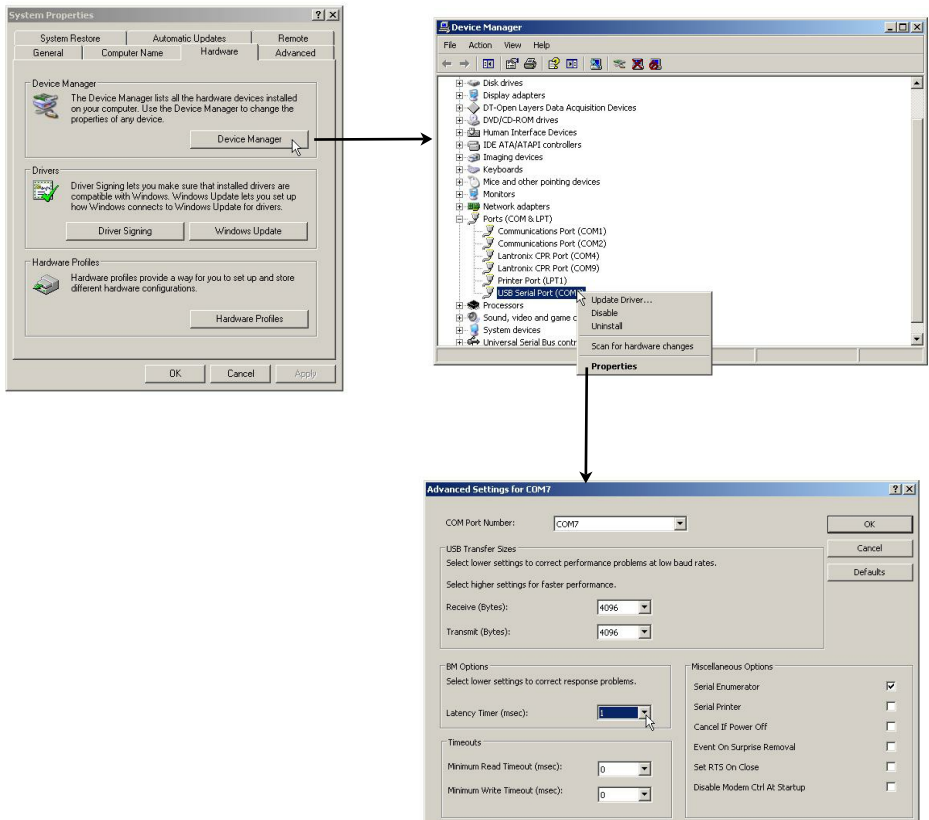 System Properties
System Restore Automatic Updates Remote
General Computer Name Hardware Advanced
Device Manager
The Device Manager lists all the hardware devices installed
on your computer. Use the Device Manager to change the
properties of any device.
Device Manager
Drivers
Driver Signing lets you make sure that installed drivers are
compatible with Windows. Windows Update lets you set up
how Windows connects to Windows Update for drivers.
Driver Signing Windows Update
Hardware Profiles
Hardware profiles provide a way for you to set up and store
different hardware configurations.
Hardware Profiles
OK Cancel Apply
Device Manager
File Action View Help
Disk drives
Display adapters
DT-Open Layers Data Acquisition Devices
DVD/CD-ROM drives
Human Interface Devices
IDE ATA/ATAPI controllers
Imaging devices
Keyboards
Mice and other pointing devices
Monitors
Network adapters
Ports (COM & LPT)
Communications Port (COM1)
Communications Port (COM2)
Lantronix CPR Port (COM4)
Lantronix CPR Port (COM9)
Printer Port (LPT1)
USB Serial Port
Processors
Sound, video and game c
System devices
Universal Serial Bus contr
Update Driver...
Disable
Uninstall
Scan for hardware changes
Properties
Advanced Settings for COM7
COM Port Number: COM7
OK
Cancel
Defaults
USB Transfer Sizes
Select lower settings to correct performance problems at low baud rates.
Select higher settings for faster performance.
Receive (Bytes): 4096
Transmit (Bytes): 4096
BM Options
Select lower settings to correct response problems.
Latency Timer (msec): 1
Timeouts
Minimum Read Timeout (msec): 0
Minimum Write Timeout (msec): 0
Miscellaneous Options
Serial Enumerator
Serial Printer
Cancel If Power Off
Event On Surprise Removal
Set RTS On Close
Disable Modem Ctrl At Startup